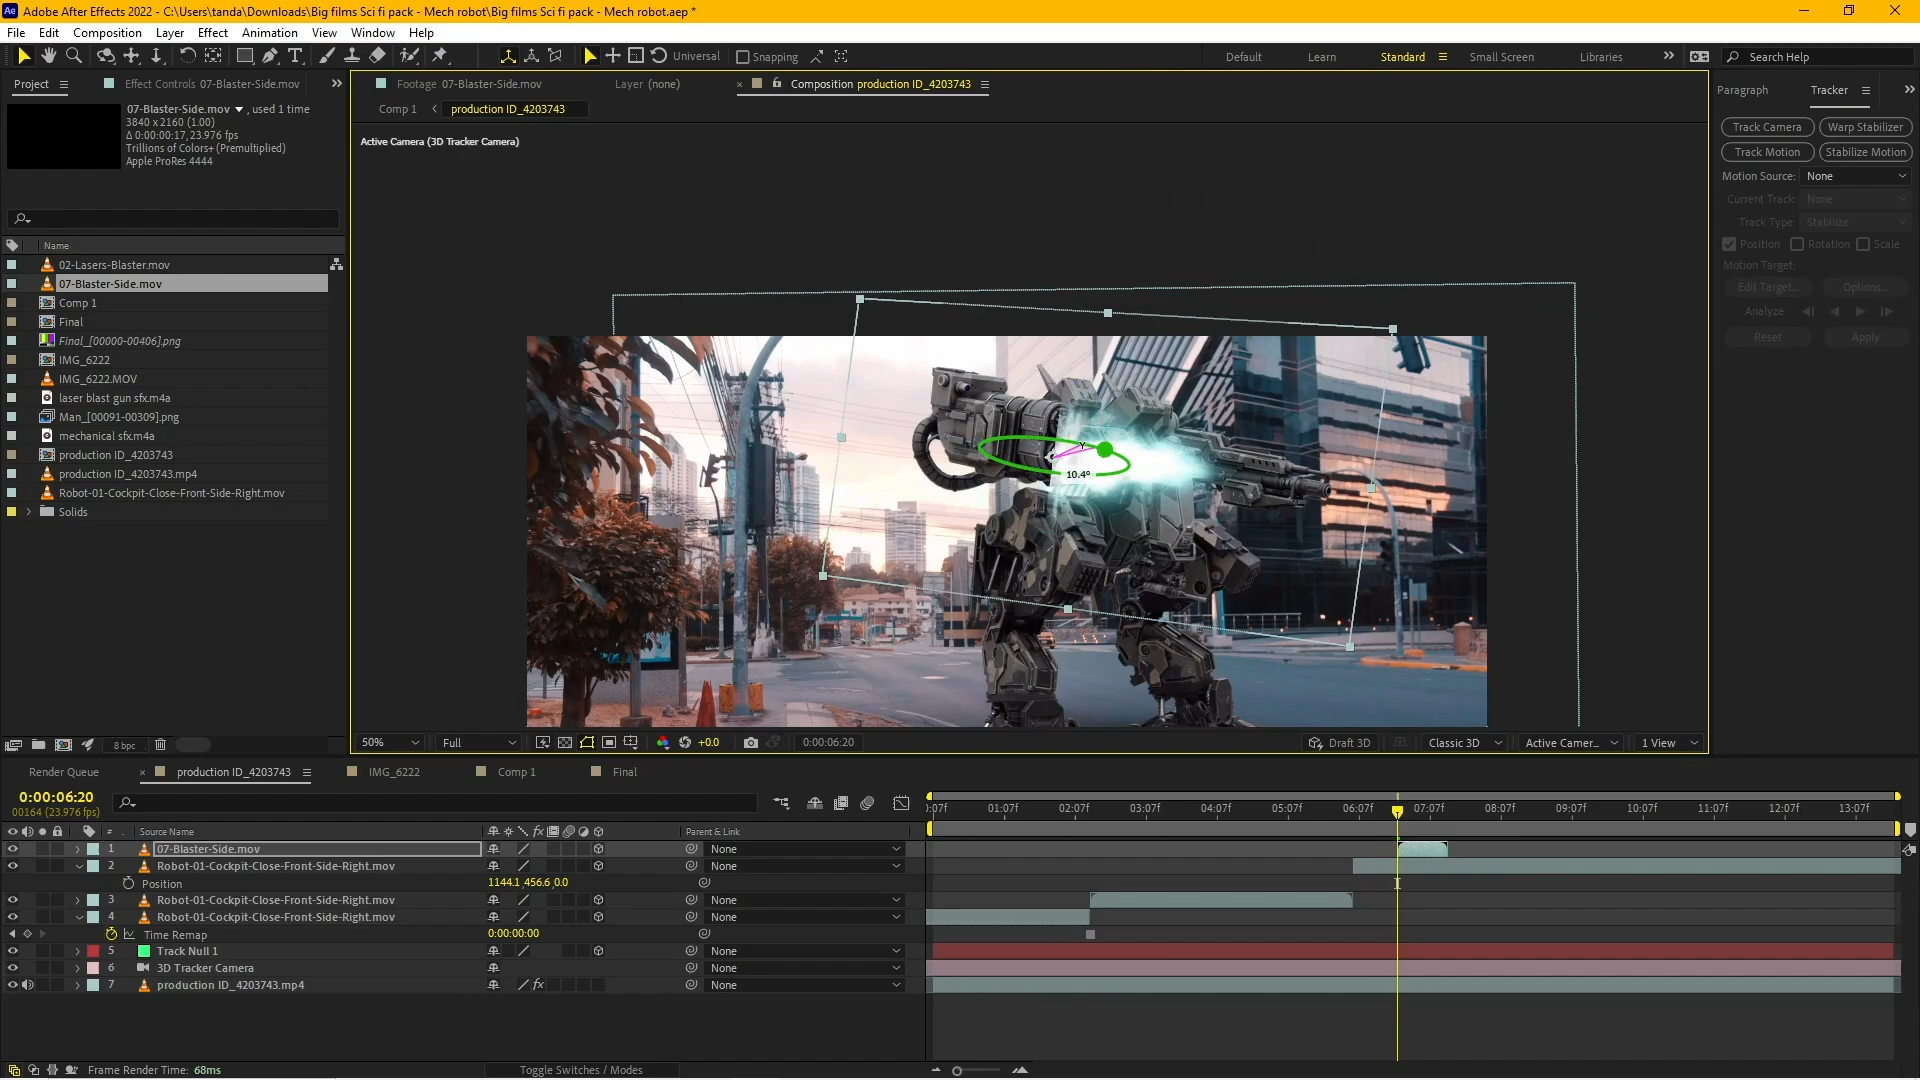 Ae Adobe After Effects 2022 - C:\Users\tanda\Downloads\Big films Sci fi pack - Mech robot\Big films Sci fi pack - Mech robot.aep *
File Edit Composition Layer Effect Animation View Window Help
Universal Snapping Default Learn Standard Small Screen Libraries Search Help
Project Effect Controls 07-Blaster-Side.mov
Footage 07-Blaster-Side.mov Layer (none) Composition production ID_4203743
Paragraph Tracker
Comp 1 production ID_4203743
07-Blaster-Side.mov , used 1 time
3840 x 2160 (1.00)
Δ 0:00:00:17, 23.976 fps
Trillions of Colors+ (Premultiplied)
Apple ProRes 4444
Active Camera (3D Tracker Camera)
Track Camera Warp Stabilizer
Track Motion Stabilize Motion
Motion Source: None
Current Track: None
Track Type: Stabilize
Position Rotation Scale
Motion Target:
Edit Target... Options...
Analyze:
Reset Apply
Name
02-Lasers-Blaster.mov
07-Blaster-Side.mov
Comp 1
Final
Final_[00000-00406].png
IMG_6222
IMG_6222.MOV
laser blast gun sfx.m4a
Man_[00091-00309].png
mechanical sfx.m4a
production ID_4203743
production ID_4203743.mp4
Robot-01-Cockpit-Close-Front-Side-Right.mov
Solids
Y
10.4°
8 bpc
50% Full +0.0 0:00:06:20 Draft 3D Classic 3D Active Camer... 1 View
Render Queue production ID_4203743 IMG_6222 Comp 1 Final
0:00:06:20
00164 (23.976 fps)
):07f 01:07f 02:07f 03:07f 04:07f 05:07f 06:07f 07:07f 08:07f 09:07f 10:07f 11:07f 12:07f 13:07f
# Source Name fx Parent & Link
1 07-Blaster-Side.mov None
2 Robot-01-Cockpit-Close-Front-Side-Right.mov None
Position 1144.1,456.6,0.0
3 Robot-01-Cockpit-Close-Front-Side-Right.mov None
4 Robot-01-Cockpit-Close-Front-Side-Right.mov None
Time Remap 0:00:00:00
5 Track Null 1 None
6 3D Tracker Camera None
7 production ID_4203743.mp4 fx None
Frame Render Time: 68ms Toggle Switches / Modes